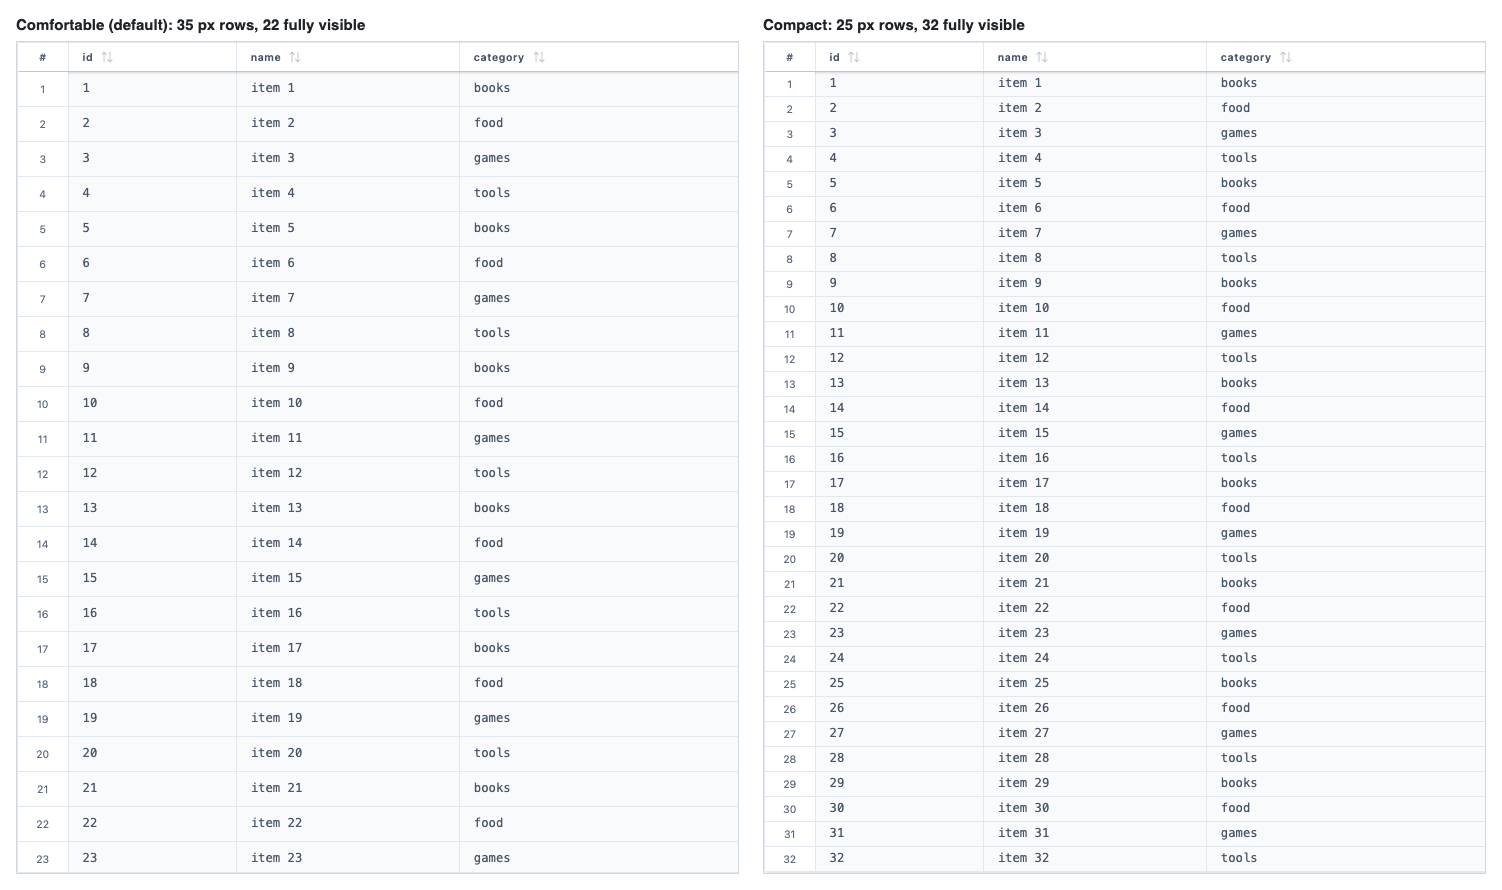 Comfortable (default): 35 px rows, 22 fully visible
# id name category
1 1 item 1 books
2 2 item 2 food
3 3 item 3 games
4 4 item 4 tools
5 5 item 5 books
6 6 item 6 food
7 7 item 7 games
8 8 item 8 tools
9 9 item 9 books
10 10 item 10 food
11 11 item 11 games
12 12 item 12 tools
13 13 item 13 books
14 14 item 14 food
15 15 item 15 games
16 16 item 16 tools
17 17 item 17 books
18 18 item 18 food
19 19 item 19 games
20 20 item 20 tools
21 21 item 21 books
22 22 item 22 food
23 23 item 23 games
Compact: 25 px rows, 32 fully visible
# id name category
1 1 item 1 books
2 2 item 2 food
3 3 item 3 games
4 4 item 4 tools
5 5 item 5 books
6 6 item 6 food
7 7 item 7 games
8 8 item 8 tools
9 9 item 9 books
10 10 item 10 food
11 11 item 11 games
12 12 item 12 tools
13 13 item 13 books
14 14 item 14 food
15 15 item 15 games
16 16 item 16 tools
17 17 item 17 books
18 18 item 18 food
19 19 item 19 games
20 20 item 20 tools
21 21 item 21 books
22 22 item 22 food
23 23 item 23 games
24 24 item 24 tools
25 25 item 25 books
26 26 item 26 food
27 27 item 27 games
28 28 item 28 tools
29 29 item 29 books
30 30 item 30 food
31 31 item 31 games
32 32 item 32 tools